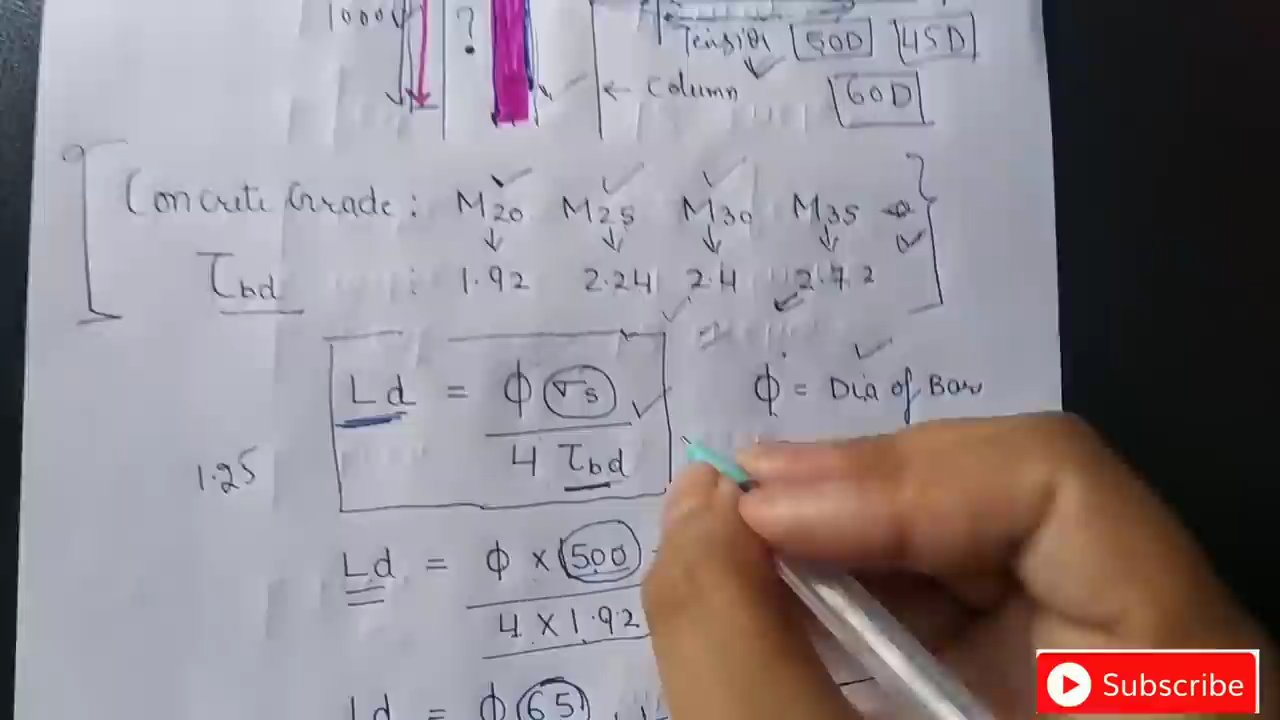 1000
?
Tension 50D 45D
← Column 60D
Concrete Grade : M20 M25 M30 M35
τbd : 1.92 2.24 2.4 2.72
Ld = ϕ σs / 4 τbd
ϕ = Dia of Bar
1.25
Ld = ϕ × 500 / 4 × 1.92
Ld = ϕ 65
Subscribe